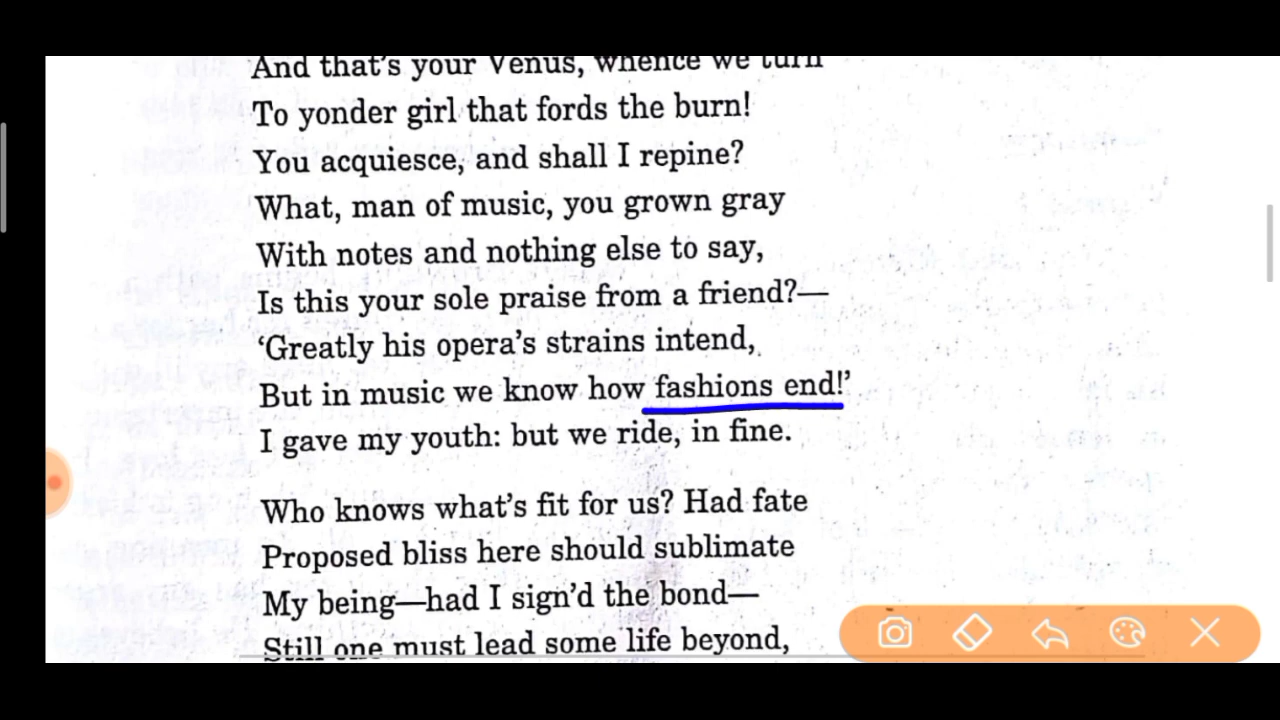 And that's your Venus, whence we turn
To yonder girl that fords the burn!
You acquiesce, and shall I repine?
What, man of music, you grown gray
With notes and nothing else to say,
Is this your sole praise from a friend?—
‘Greatly his opera's strains intend,
But in music we know how fashions end!’
I gave my youth: but we ride, in fine.
Who knows what's fit for us? Had fate
Proposed bliss here should sublimate
My being—had I sign'd the bond—
Still one must lead some life beyond,